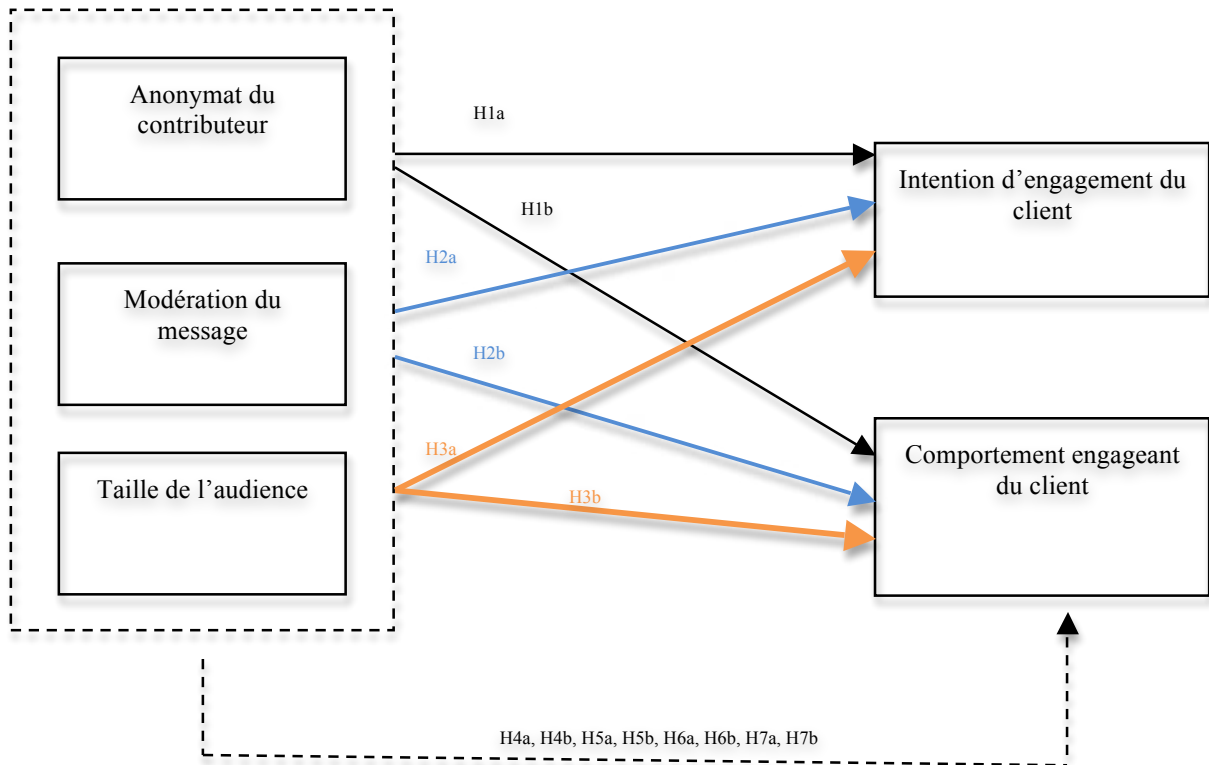 Anonymat du
contributeur
Modération du
message
Taille de l’audience
H1a
H1b
H2a
H2b
H3a
H3b
Intention d’engagement du
client
Comportement engageant
du client
H4a, H4b, H5a, H5b, H6a, H6b, H7a, H7b